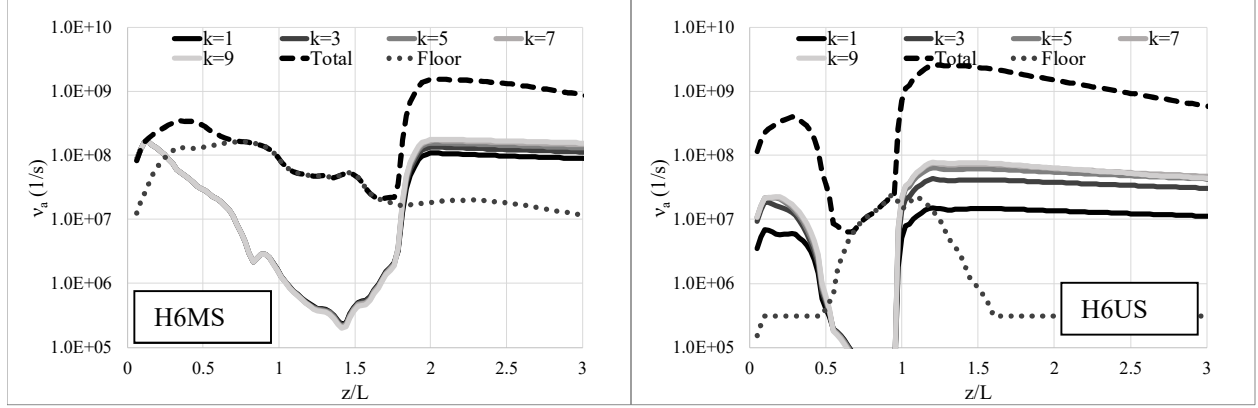 1.0E+10
1.0E+09
1.0E+08
1.0E+07
1.0E+06
1.0E+05
νa (1/s)
k=1 k=3 k=5 k=7
k=9 Total Floor
H6MS
0 0.5 1 1.5 2 2.5 3
z/L
1.0E+10
1.0E+09
1.0E+08
1.0E+07
1.0E+06
1.0E+05
νa (1/s)
k=1 k=3 k=5 k=7
k=9 Total Floor
H6US
0.0 0.5 1 1.5 2 2.5 3
z/L